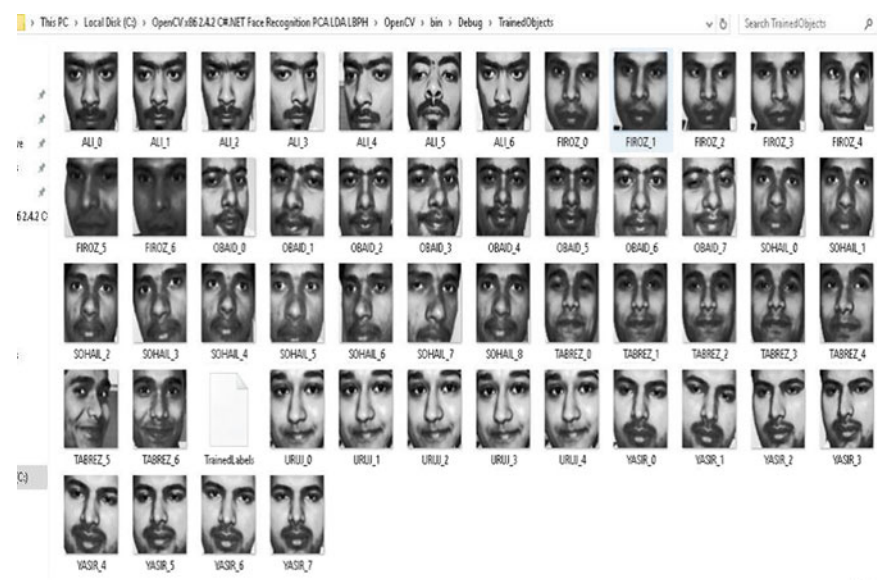 This PC > Local Disk (C:) > OpenCV x86 2.4.2 C#.NET Face Recognition PCA.LDA.LBPH > OpenCV > bin > Debug > TrainedObjects
Search TrainedObjects
ALI_0 ALI_1 ALI_2 ALI_3 ALI_4 ALI_5 ALI_6 FIROZ_0 FIROZ_1 FIROZ_2 FIROZ_3 FIROZ_4
FIROZ_5 FIROZ_6 OBAID_0 OBAID_1 OBAID_2 OBAID_3 OBAID_4 OBAID_5 OBAID_6 OBAID_7 SOHAIL_0 SOHAIL_1
SOHAIL_2 SOHAIL_3 SOHAIL_4 SOHAIL_5 SOHAIL_6 SOHAIL_7 SOHAIL_8 TABREZ_0 TABREZ_1 TABREZ_2 TABREZ_3 TABREZ_4
TABREZ_5 TABREZ_6 TrainedLabels URUJ_0 URUJ_1 URUJ_2 URUJ_3 URUJ_4 YASIR_0 YASIR_1 YASIR_2 YASIR_3
(C:)
YASIR_4 YASIR_5 YASIR_6 YASIR_7